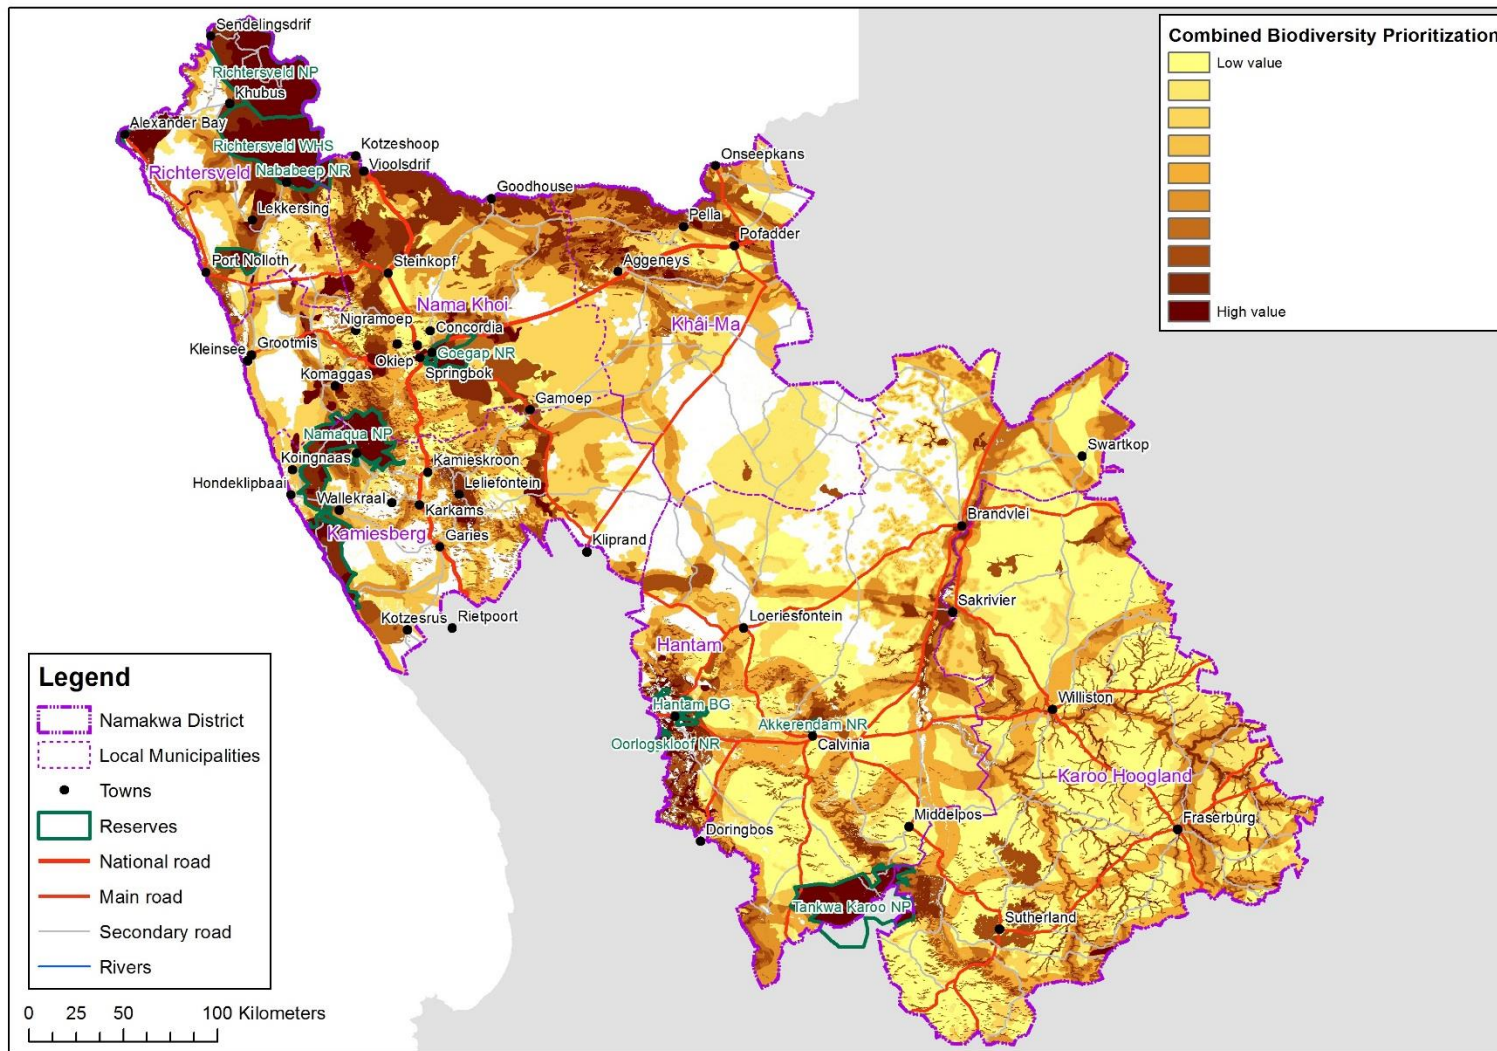 Sendelingsdrif
Richtersveld NP
Khubus
Alexander Bay
Richtersveld WHS
Kotzeshoop
Vioolsdrif
Richtersveld
Nababeep NR
Lekkersing
Goodhouse
Onseepkans
Pella
Pofadder
Port Nolloth
Steinkopf
Aggeneys
Nama Khoi
Nigramoep
Concordia
Khâi-Ma
Kleinsee
Grootmis
Okiep
Goegap NR
Springbok
Komaggas
Gamoep
Namaqua NP
Koingnaas
Kamieskroon
Swartkop
Hondeklipbaai
Wallekraal
Leliefontein
Karkams
Kamiesberg
Garies
Kliprand
Brandvlei
Kotzesrus
Rietpoort
Loeriesfontein
Sakrivier
Hantam
Hantam BG
Akkerendam NR
Williston
Oorlogskloof NR
Calvinia
Karoo Hoogland
Doringbos
Middelpos
Fraserburg
Tankwa Karoo NP
Sutherland
Combined Biodiversity Prioritization
Low value
High value
Legend
Namakwa District
Local Municipalities
Towns
Reserves
National road
Main road
Secondary road
Rivers
0 25 50 100 Kilometers